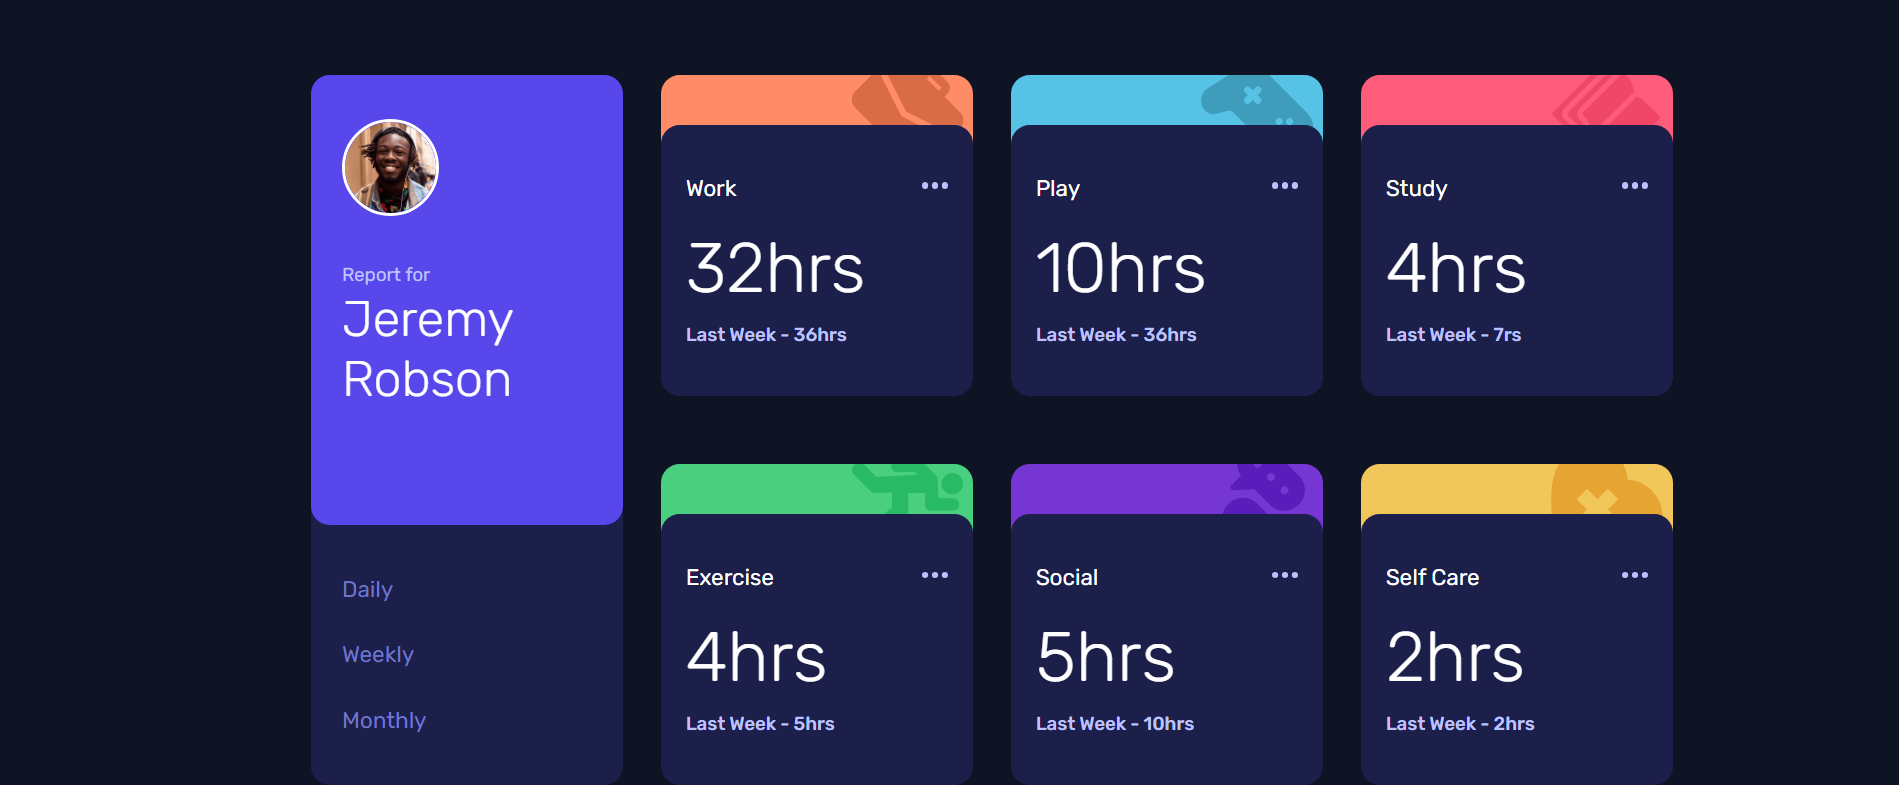 Report for
Jeremy
Robson
Daily
Weekly
Monthly
Work
32hrs
Last Week - 36hrs
Play
10hrs
Last Week - 36hrs
Study
4hrs
Last Week - 7rs
Exercise
4hrs
Last Week - 5hrs
Social
5hrs
Last Week - 10hrs
Self Care
2hrs
Last Week - 2hrs